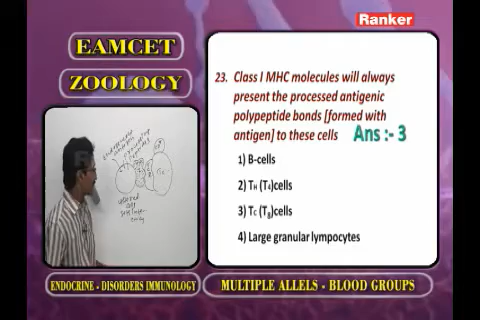 Ranker
EAMCET
ZOOLOGY
23. Class I MHC molecules will always
present the processed antigenic
polypeptide bonds [formed with
antigen] to these cells Ans :- 3
1) B-cells
2) TH (T4)cells
3) TC (T8)cells
4) Large granular lympocytes
ENDOCRINE - DISORDERS IMMUNOLOGY
MULTIPLE ALLELS - BLOOD GROUPS